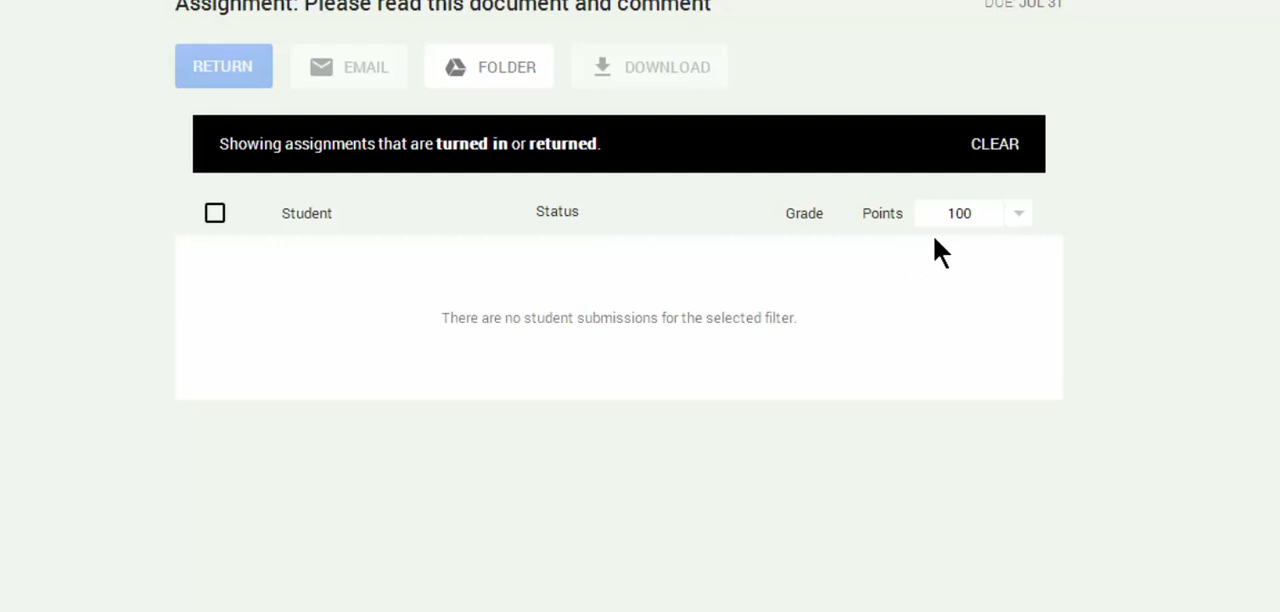 Assignment: Please read this document and comment
DUE JUL 31
RETURN EMAIL FOLDER DOWNLOAD
Showing assignments that are turned in or returned. CLEAR
Student Status Grade Points 100
There are no student submissions for the selected filter.